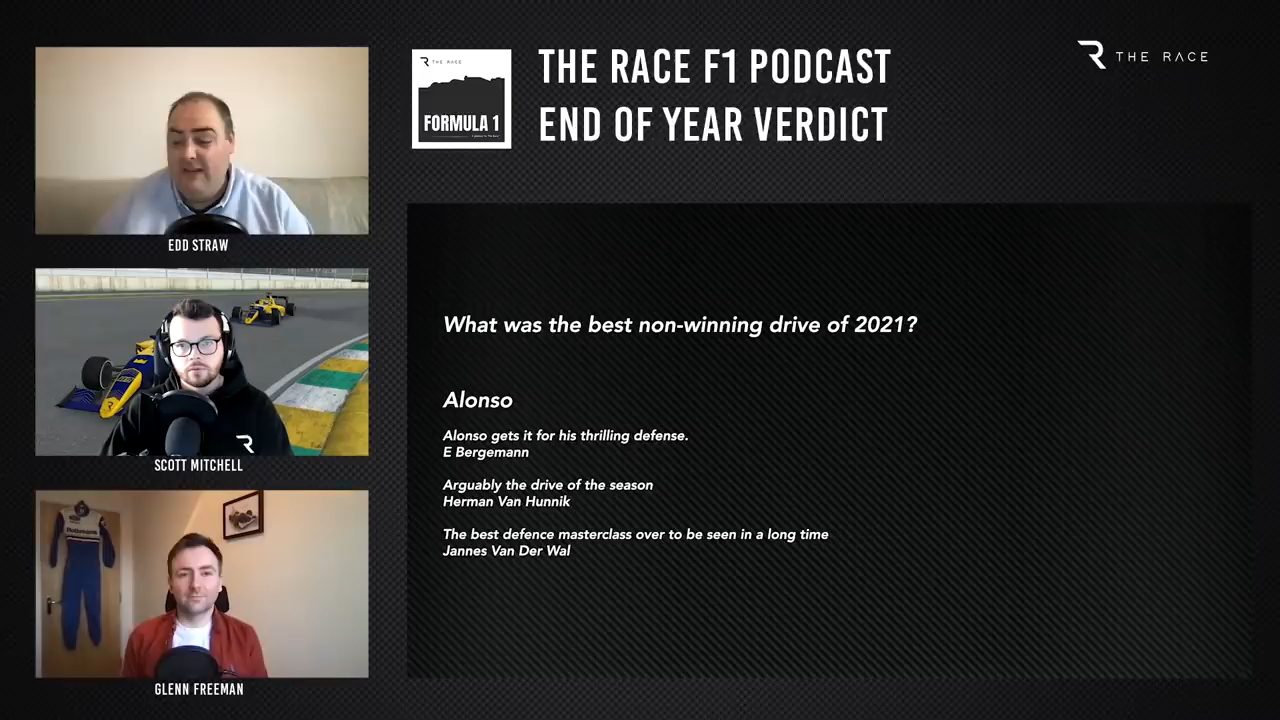 THE RACE F1 PODCAST
END OF YEAR VERDICT
THE RACE
THE RACE
FORMULA 1
EDD STRAW
What was the best non-winning drive of 2021?
Alonso
Alonso gets it for his thrilling defense.
E Bergemann
SCOTT MITCHELL
Arguably the drive of the season
Herman Van Hunnik
Rothmans
The best defence masterclass over to be seen in a long time
Jannes Van Der Wal
GLENN FREEMAN